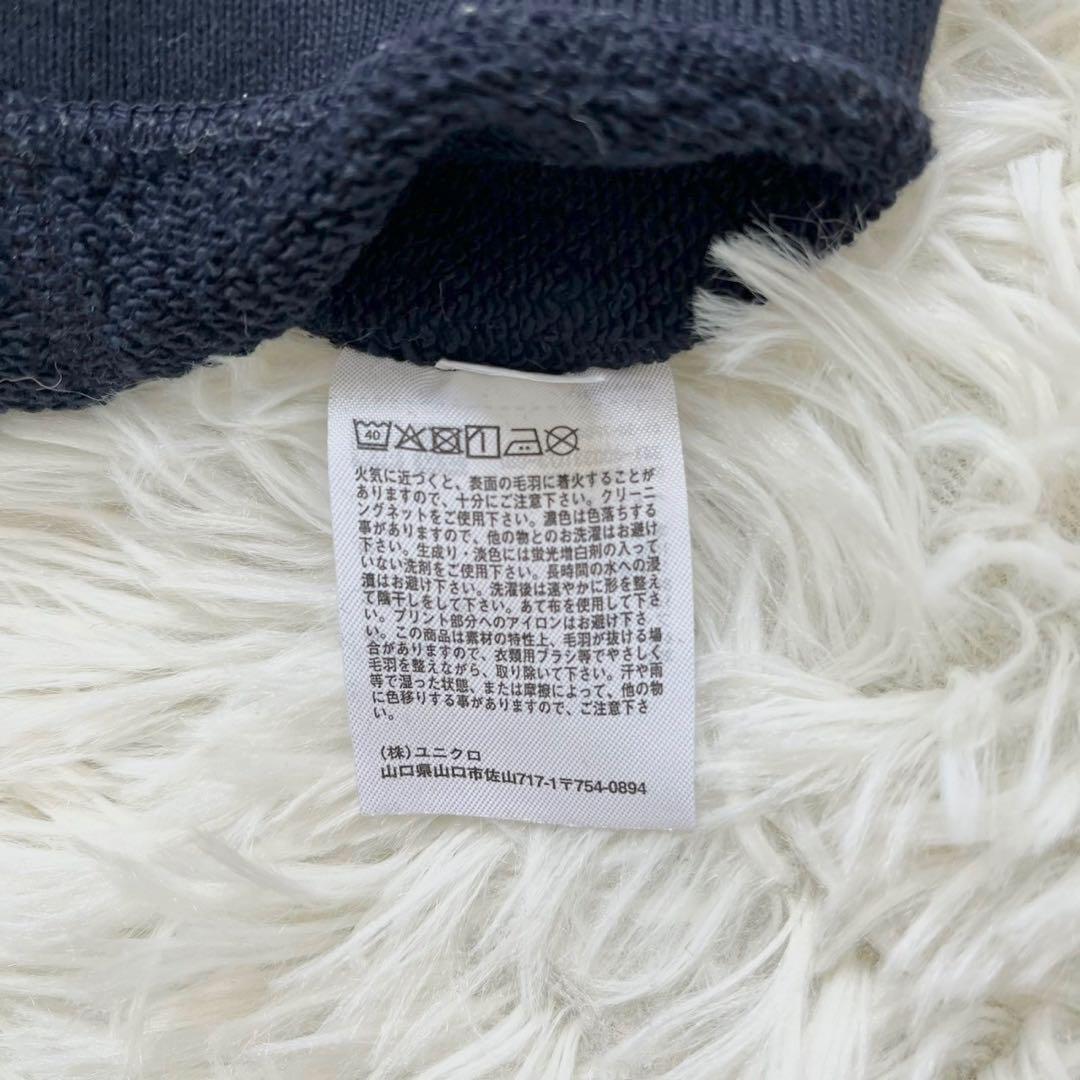 40
火気に近づくと、表面の毛羽に着火することが
ありますので、十分にご注意下さい。クリーニ
ングネットをご使用下さい。濃色は色落ちする
事がありますので、他の物とのお洗濯はお避け
下さい。生成り・淡色には蛍光増白剤の入って
いない洗剤をご使用下さい。長時間の水への浸
漬はお避け下さい。洗濯後は速やかに形を整え
て陰干しをして下さい。あて布を使用して下さ
い。プリント部分へのアイロンはお避け下さ
い。この商品は素材の特性上、毛羽が抜ける場
合がありますので、衣類用ブラシ等でやさしく
毛羽を整えながら、取り除いて下さい。汗や雨
等で湿った状態、または摩擦によって、他の物
に色移りする事がありますので、ご注意下さ
い。
(株)ユニクロ
山口県山口市佐山717-1〒754-0894